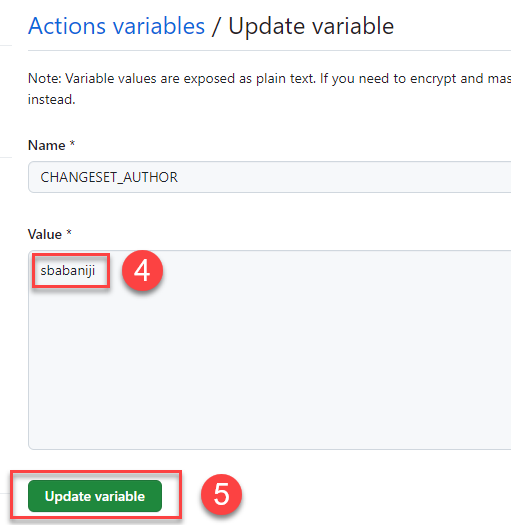 Actions variables / Update variable
Note: Variable values are exposed as plain text. If you need to encrypt and mas
instead.
Name *
CHANGESET_AUTHOR
Value *
sbabaniji
4
Update variable
5